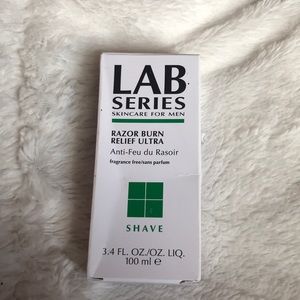 LAB
SERIES
SKINCARE FOR MEN
RAZOR BURN
RELIEF ULTRA
Anti-Feu du Rasoir
fragrance free/sans parfum
SHAVE
3.4 FL. OZ./OZ. LIQ.
100 ml e